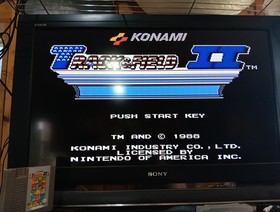 KONAMI
TRACK & FIELD II™
PUSH START KEY
TM AND © 1988
KONAMI INDUSTRY CO., LTD.
LICENSED BY
NINTENDO OF AMERICA INC.
SONY